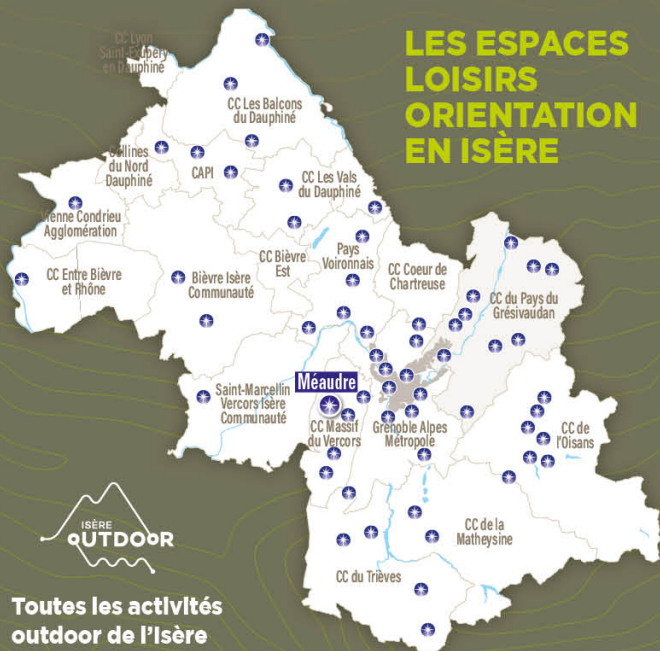 LES ESPACES
LOISIRS
ORIENTATION
EN ISÈRE
CC Lyon
Saint-Exupéry
en Dauphiné
CC Les Balcons
du Dauphiné
Collines
du Nord
Dauphiné
CAPI
CC Les Vals
du Dauphiné
Vienne Condrieu
Agglomération
CC Entre Bièvre
et Rhône
Bièvre Isère
Communauté
CC Bièvre
Est
Pays
Voironnais
CC Coeur de
Chartreuse
CC du Pays du
Grésivaudan
Méaudre
Saint-Marcellin
Vercors Isère
Communauté
CC Massif
du Vercors
Grenoble Alpes
Métropole
CC de
l'Oisans
CC de la
Matheysine
CC du Trièves
ISÈRE
OUTDOOR
Toutes les activités
outdoor de l'Isère